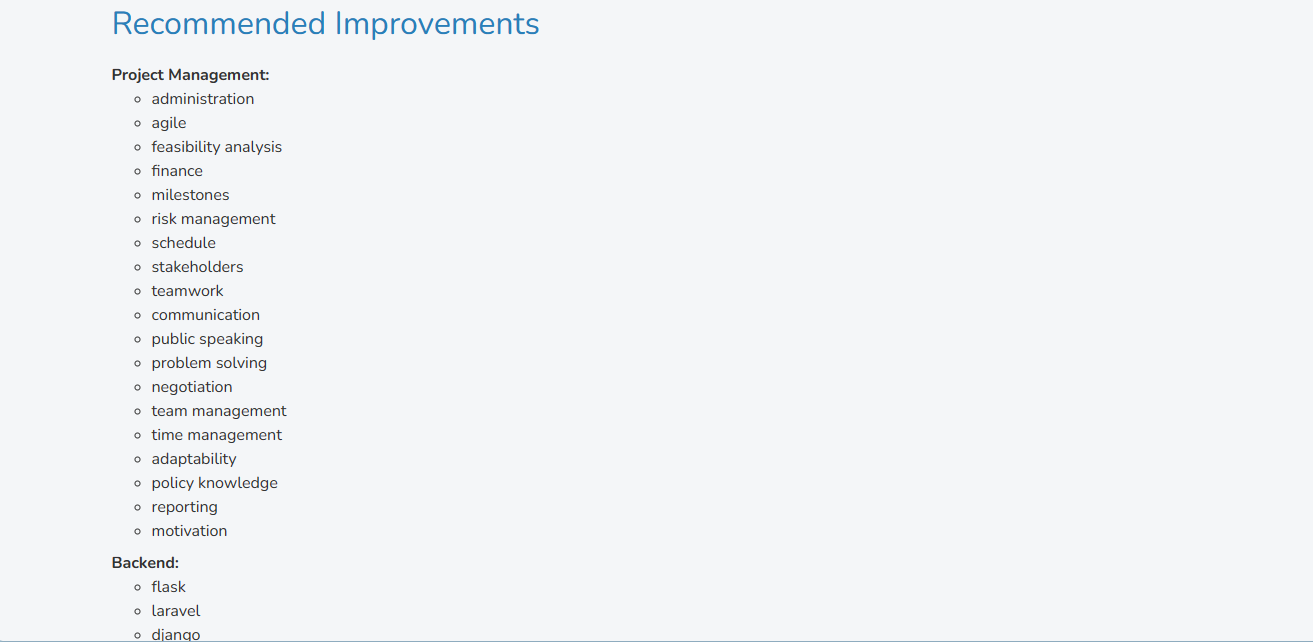 Recommended Improvements
Project Management:
administration
agile
feasibility analysis
finance
milestones
risk management
schedule
stakeholders
teamwork
communication
public speaking
problem solving
negotiation
team management
time management
adaptability
policy knowledge
reporting
motivation
Backend:
flask
laravel
django